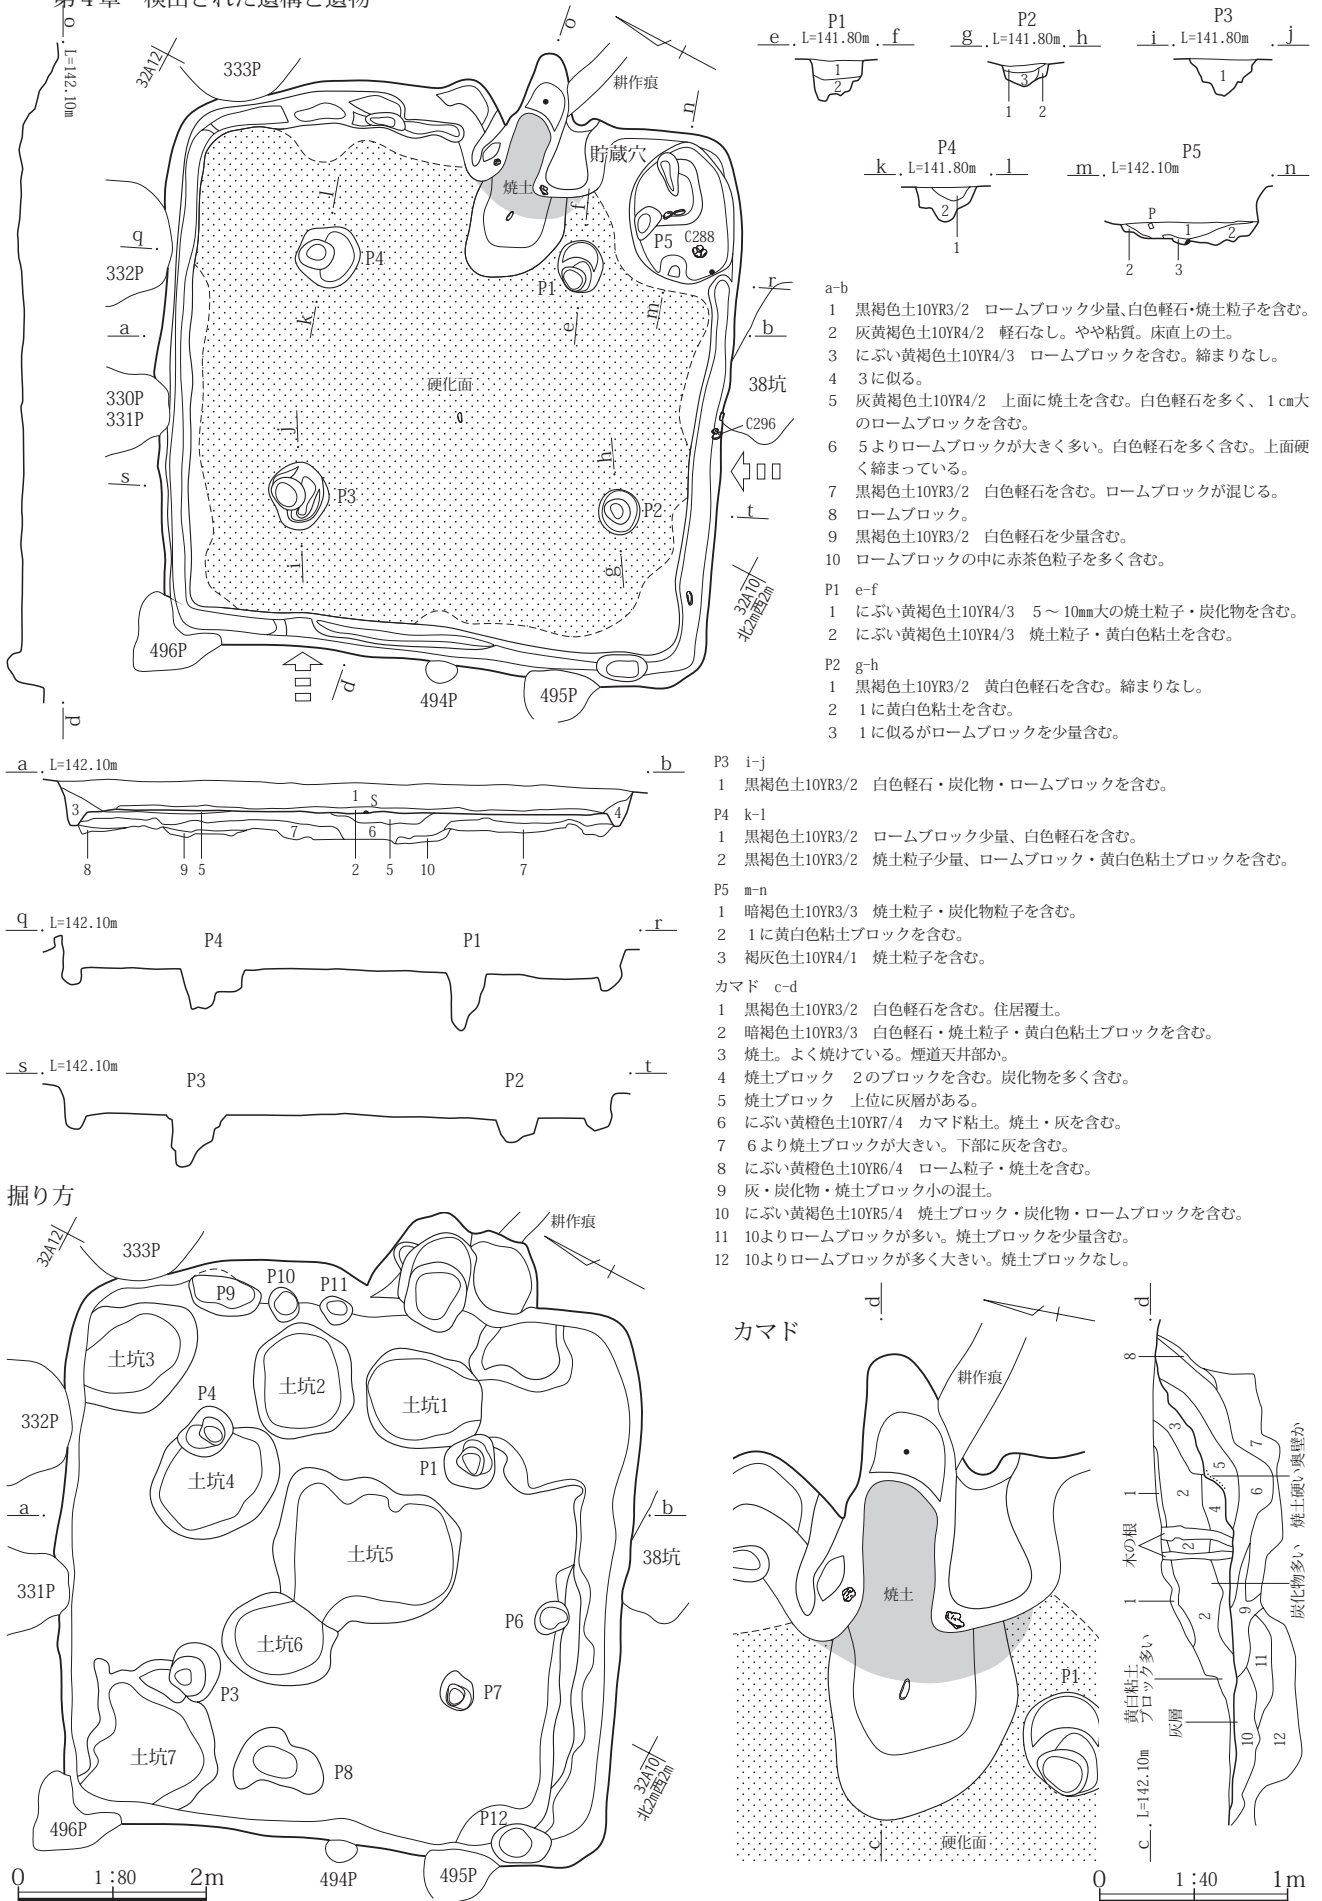 第4章　検出された遺構と遺物
o
L=142.10m
p
32A12
333P
o
耕作痕
n
貯蔵穴
焼土
l
f
q
332P
P4
P5
C288
P1
k
e
m
r
a
b
330P
331P
硬化面
38坑
C296
j
h
s
P3
P2
t
i
g
32A10
北2m西2m
496P
d
494P
495P
P1
e L=141.80m f
1
2
P2
g L=141.80m h
3
1 2
P3
i L=141.80m j
1
P4
k L=141.80m l
2
1
P5
m L=142.10m n
P
1 2
2 3
a-b
1　黒褐色土10YR3/2　ロームブロック少量、白色軽石・焼土粒子を含む。
2　灰黄褐色土10YR4/2　軽石なし。やや粘質。床直上の土。
3　にぶい黄褐色土10YR4/3　ロームブロックを含む。締まりなし。
4　3に似る。
5　灰黄褐色土10YR4/2　上面に焼土を含む。白色軽石を多く、1cm大
のロームブロックを含む。
6　5よりロームブロックが大きく多い。白色軽石を多く含む。上面硬
く締まっている。
7　黒褐色土10YR3/2　白色軽石を含む。ロームブロックが混じる。
8　ロームブロック。
9　黒褐色土10YR3/2　白色軽石を少量含む。
10　ロームブロックの中に赤茶色粒子を多く含む。
P1　e-f
1　にぶい黄褐色土10YR4/3　5～10mm大の焼土粒子・炭化物を含む。
2　にぶい黄褐色土10YR4/3　焼土粒子・黄白色粘土を含む。
P2　g-h
1　黒褐色土10YR3/2　黄白色軽石を含む。締まりなし。
2　1に黄白色粘土を含む。
3　1に似るがロームブロックを少量含む。
P3　i-j
1　黒褐色土10YR3/2　白色軽石・炭化物・ロームブロックを含む。
P4　k-l
1　黒褐色土10YR3/2　ロームブロック少量、白色軽石を含む。
2　黒褐色土10YR3/2　焼土粒子少量、ロームブロック・黄白色粘土ブロックを含む。
P5　m-n
1　暗褐色土10YR3/3　焼土粒子・炭化物粒子を含む。
2　1に黄白色粘土ブロックを含む。
3　褐灰色土10YR4/1　焼土粒子を含む。
カマド　c-d
1　黒褐色土10YR3/2　白色軽石を含む。住居覆土。
2　暗褐色土10YR3/3　白色軽石・焼土粒子・黄白色粘土ブロックを含む。
3　焼土。よく焼けている。煙道天井部か。
4　焼土ブロック　2のブロックを含む。炭化物を多く含む。
5　焼土ブロック　上位に灰層がある。
6　にぶい黄橙色土10YR7/4　カマド粘土。焼土・灰を含む。
7　6より焼土ブロックが大きい。下部に灰を含む。
8　にぶい黄橙色土10YR6/4　ローム粒子・焼土を含む。
9　灰・炭化物・焼土ブロック小の混土。
10　にぶい黄褐色土10YR5/4　焼土ブロック・炭化物・ロームブロックを含む。
11　10よりロームブロックが多い。焼土ブロックを少量含む。
12　10よりロームブロックが多く大きい。焼土ブロックなし。
a L=142.10m b
1 S
3 4
7 6
8 9 5 2 5 10 7
q L=142.10m r
P4 P1
s L=142.10m t
P3 P2
掘り方
32A12
333P
耕作痕
P9
P10
P11
土坑3
土坑2
土坑1
P4
332P
P1
土坑4
a
b
土坑5
38坑
331P
P6
土坑6
P3
P7
土坑7
P8
32A10
北2m西2m
P12
496P
494P
495P
0 1:80 2m
カマド
d
耕作痕
焼土
P1
c
硬化面
d
8
3
7
5
焼土硬い奥壁か
1
2
4
6
木の根
2
炭化物多い
1
2
9
11
黄白粘土
ブロック多い
灰層
10
12
c L=142.10m
0 1:40 1m